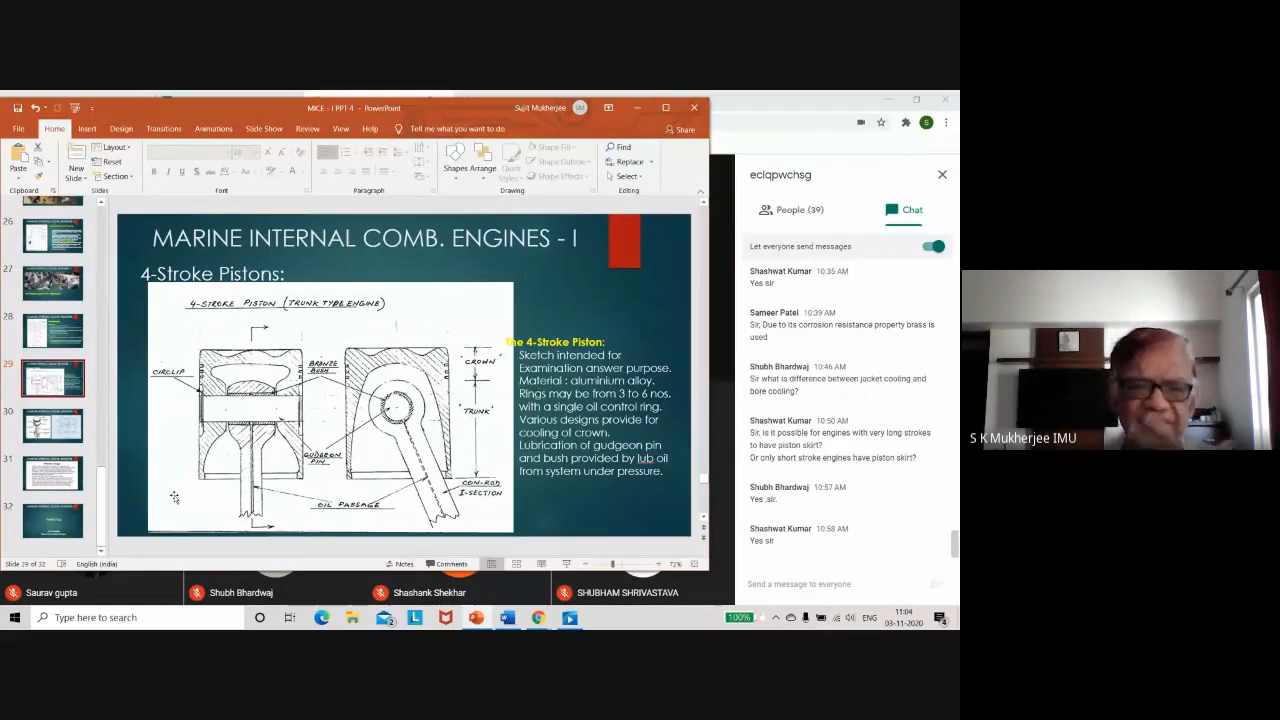 MICE - I PPT 4 - PowerPoint
Sujit Mukherjee
SM
File
Home
Insert
Design
Transitions
Animations
Slide Show
Review
View
Help
Tell me what you want to do
Share
Paste
New
Slide
Layout
Reset
Section
Shapes
Arrange
Quick
Styles
Shape Fill
Shape Outline
Shape Effects
Find
Replace
Select
Clipboard
Slides
Font
Paragraph
Drawing
Editing
26
27
28
29
30
31
32
MARINE INTERNAL COMB. ENGINES - I
4-Stroke Pistons:
4-STROKE PISTON (TRUNK TYPE ENGINE)
CIRCLIP
BRONZE
BUSH
GUDGEON
PIN
OIL PASSAGE
'CROWN'
'TRUNK'
CON-ROD
I-SECTION
The 4-Stroke Piston:
Sketch intended for
Examination answer purpose.
Material : aluminium alloy.
Rings may be from 3 to 6 nos.
with a single oil control ring.
Various designs provide for
cooling of crown.
Lubrication of gudgeon pin
and bush provided by lub oil
from system under pressure.
Slide 29 of 32
English (India)
Notes
Comments
72%
Saurav gupta
Shubh Bhardwaj
Shashank Shekhar
SHUBHAM SHRIVASTAVA
S
eclqpwchsg
People (39)
Chat
Let everyone send messages
Shashwat Kumar 10:35 AM
Yes sir
Sameer Patel 10:39 AM
Sir, Due to its corrosion resistance property brass is
used
Shubh Bhardwaj 10:46 AM
Sir what is difference between jacket cooling and
bore cooling?
Shashwat Kumar 10:50 AM
Sir, is it possible for engines with very long strokes
to have piston skirt?
Or only short stroke engines have piston skirt?
Shubh Bhardwaj 10:57 AM
Yes ,sir.
Shashwat Kumar 10:58 AM
Yes sir
Send a message to everyone
S K Mukherjee IMU
Type here to search
100%
ENG
11:04
03-11-2020